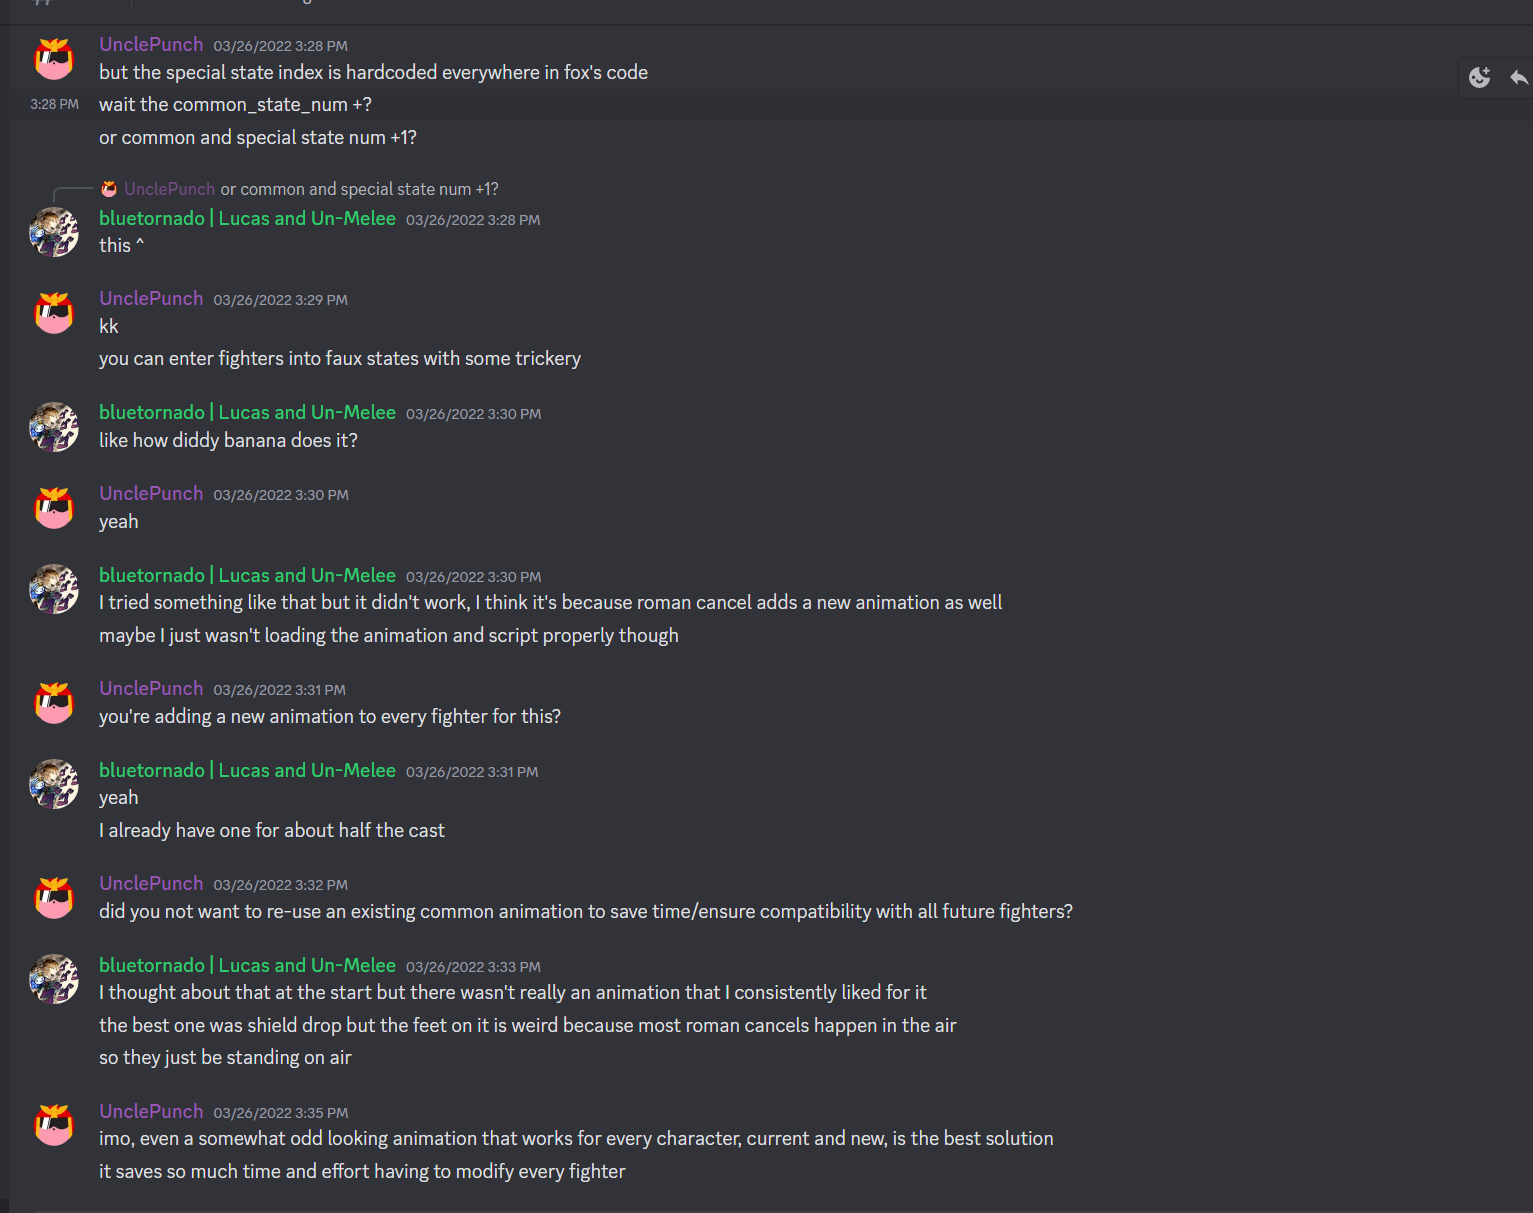 UnclePunch 03/26/2022 3:28 PM
but the special state index is hardcoded everywhere in fox's code
3:28 PM wait the common_state_num +?
or common and special state num +1?
UnclePunch or common and special state num +1?
bluetornado | Lucas and Un-Melee 03/26/2022 3:28 PM
this ^
UnclePunch 03/26/2022 3:29 PM
kk
you can enter fighters into faux states with some trickery
bluetornado | Lucas and Un-Melee 03/26/2022 3:30 PM
like how diddy banana does it?
UnclePunch 03/26/2022 3:30 PM
yeah
bluetornado | Lucas and Un-Melee 03/26/2022 3:30 PM
I tried something like that but it didn't work, I think it's because roman cancel adds a new animation as well
maybe I just wasn't loading the animation and script properly though
UnclePunch 03/26/2022 3:31 PM
you're adding a new animation to every fighter for this?
bluetornado | Lucas and Un-Melee 03/26/2022 3:31 PM
yeah
I already have one for about half the cast
UnclePunch 03/26/2022 3:32 PM
did you not want to re-use an existing common animation to save time/ensure compatibility with all future fighters?
bluetornado | Lucas and Un-Melee 03/26/2022 3:33 PM
I thought about that at the start but there wasn't really an animation that I consistently liked for it
the best one was shield drop but the feet on it is weird because most roman cancels happen in the air
so they just be standing on air
UnclePunch 03/26/2022 3:35 PM
imo, even a somewhat odd looking animation that works for every character, current and new, is the best solution
it saves so much time and effort having to modify every fighter